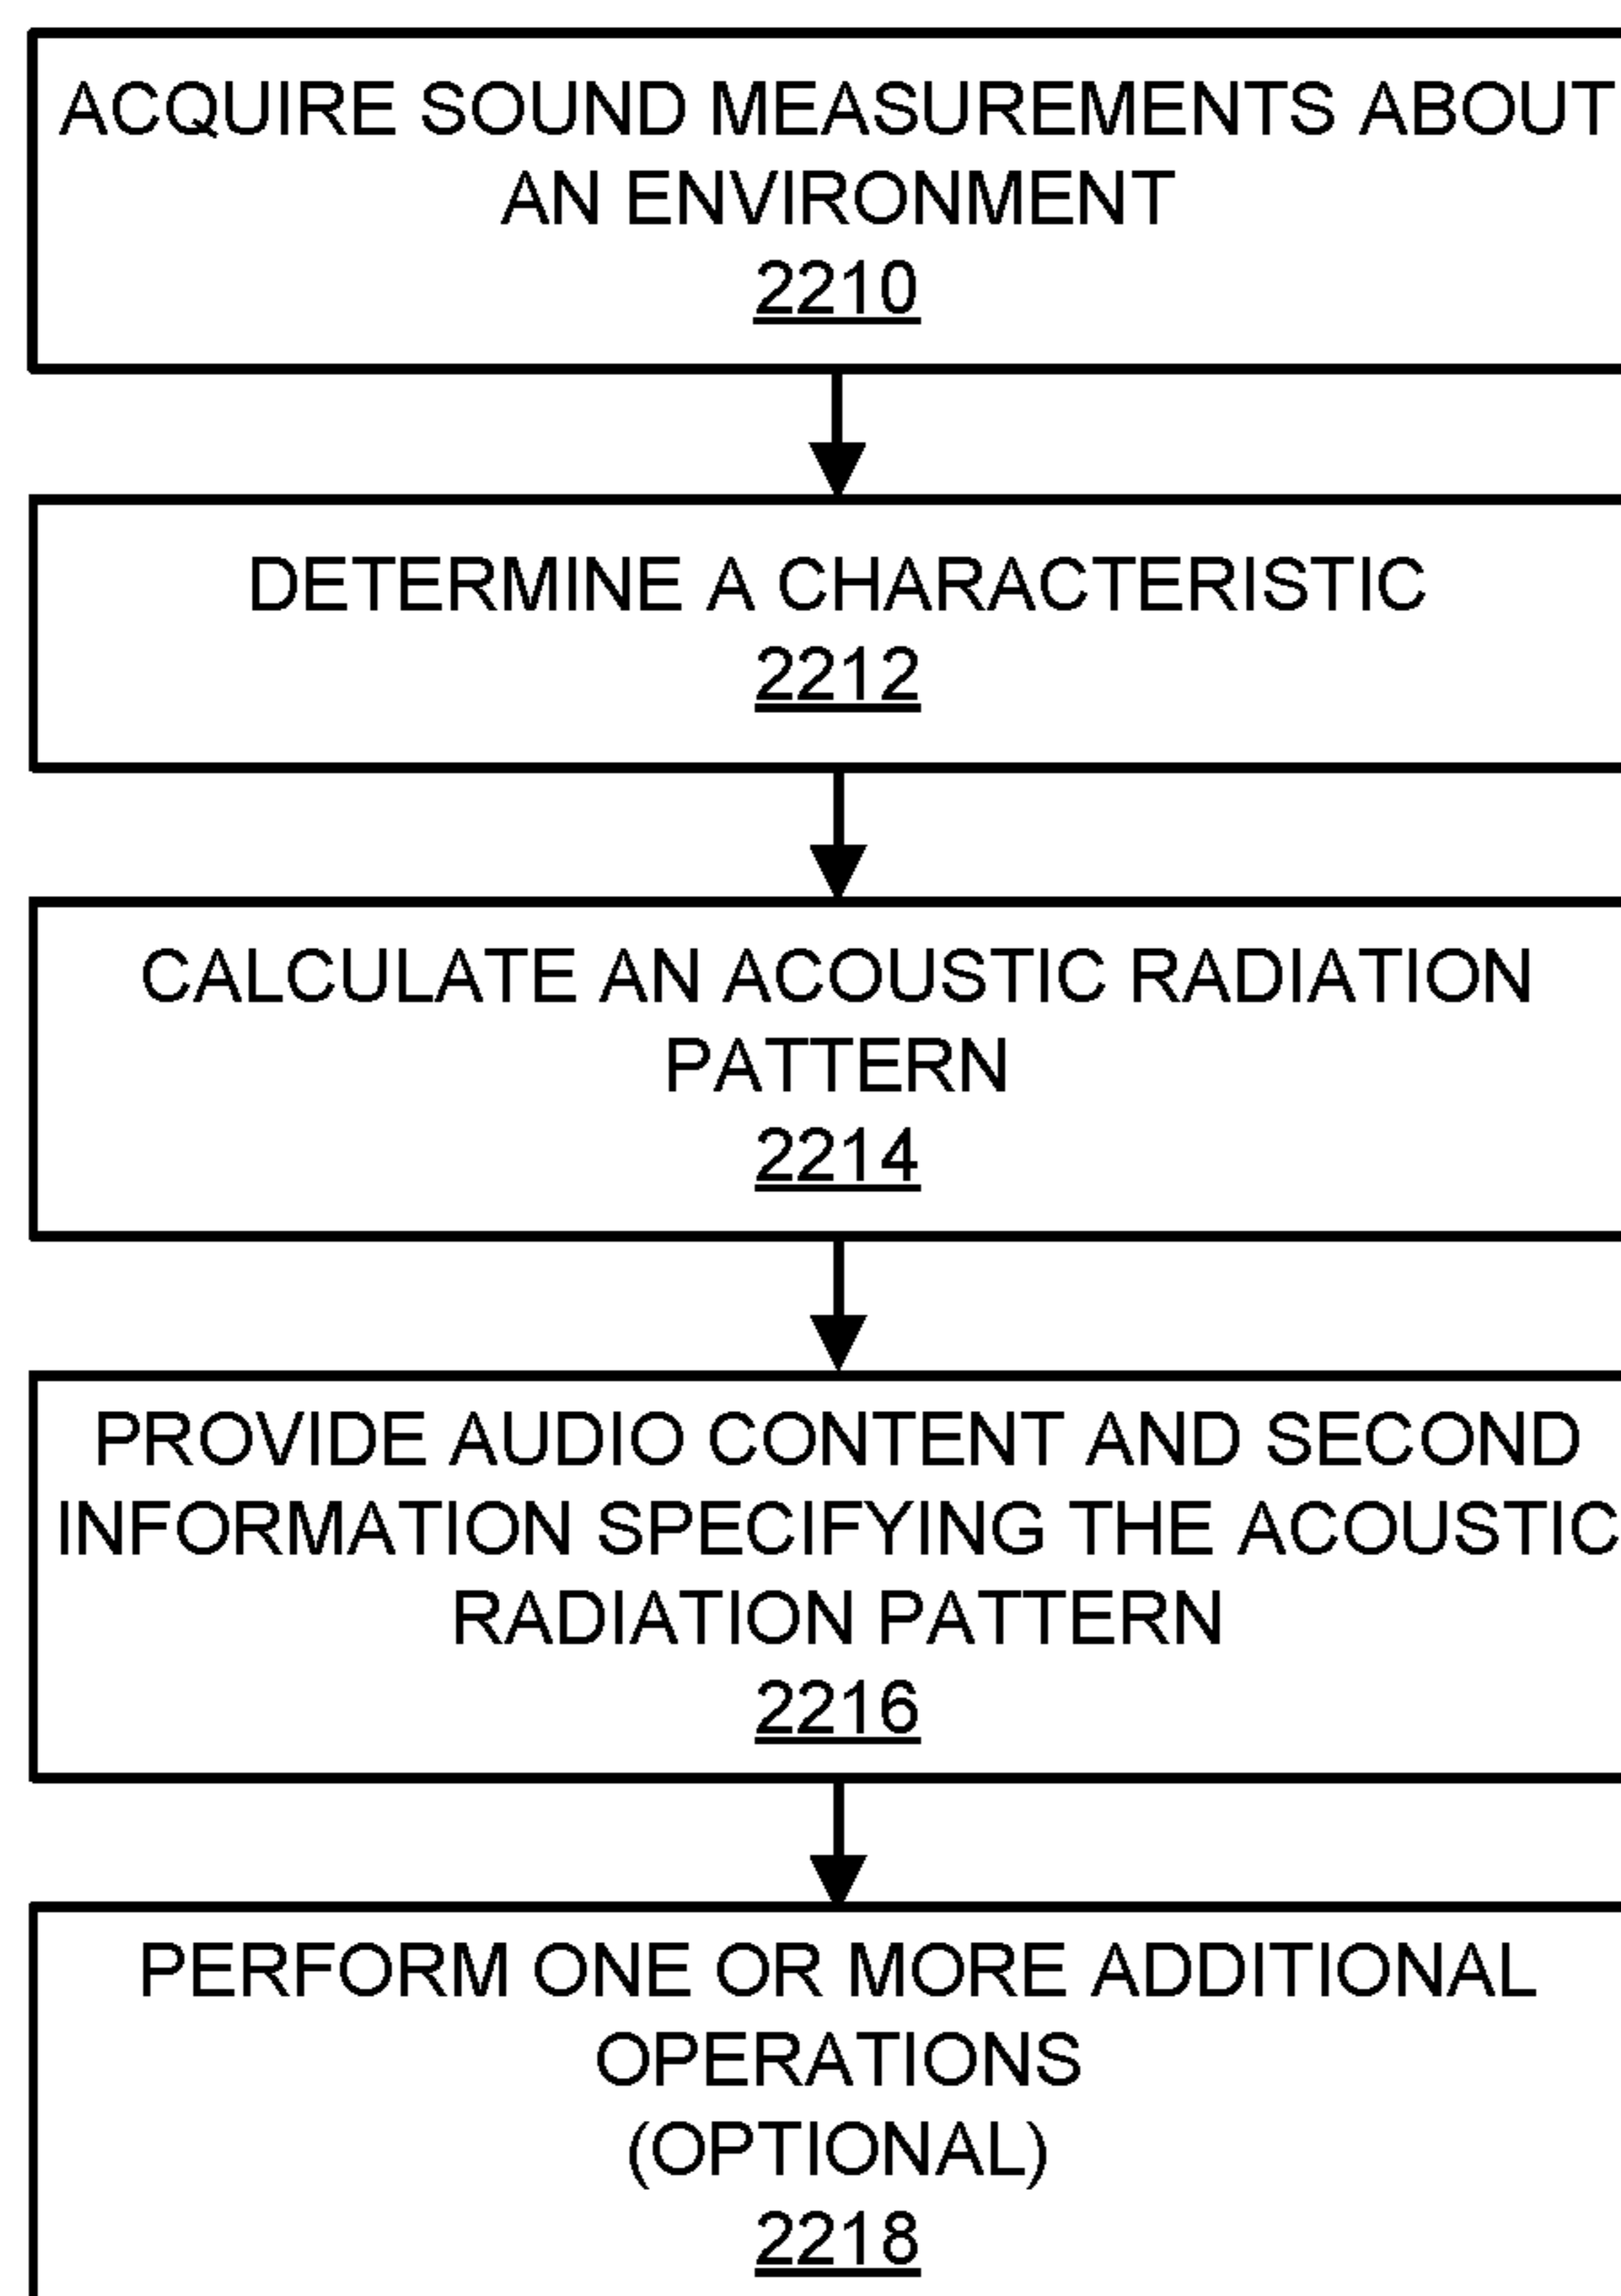 ACQUIRE SOUND MEASUREMENTS ABOUT
AN ENVIRONMENT
2210
DETERMINE A CHARACTERISTIC
2212
CALCULATE AN ACOUSTIC RADIATION
PATTERN
2214
PROVIDE AUDIO CONTENT AND SECOND
INFORMATION SPECIFYING THE ACOUSTIC
RADIATION PATTERN
2216
PERFORM ONE OR MORE ADDITIONAL
OPERATIONS
(OPTIONAL)
2218